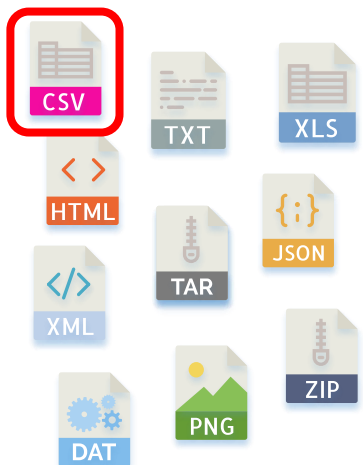 CSV
TXT
XLS
HTML
JSON
TAR
XML
ZIP
PNG
DAT